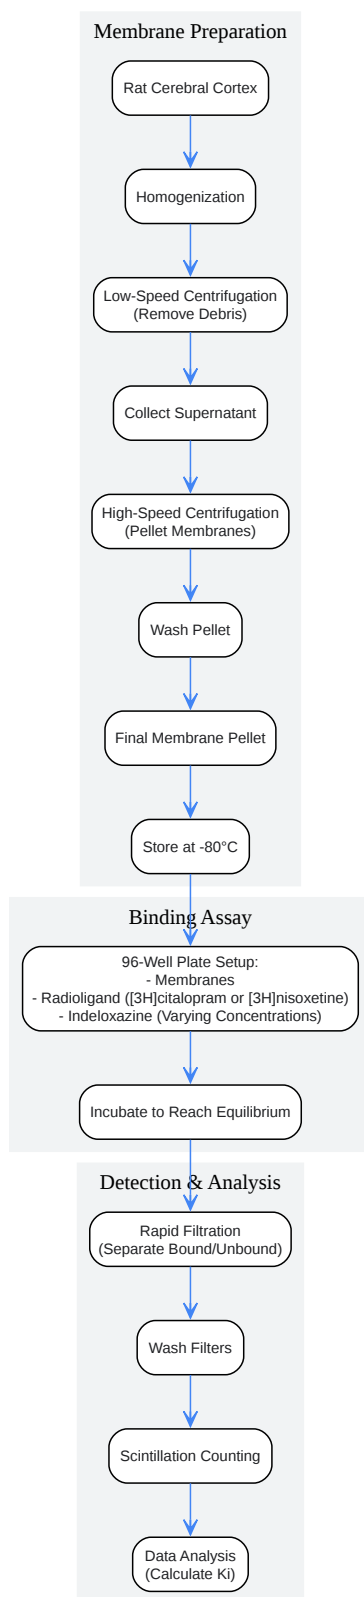 Membrane Preparation
Rat Cerebral Cortex
Homogenization
Low-Speed Centrifugation
(Remove Debris)
Collect Supernatant
High-Speed Centrifugation
(Pellet Membranes)
Wash Pellet
Final Membrane Pellet
Store at -80°C
Binding Assay
96-Well Plate Setup:
- Membranes
- Radioligand ([3H]citalopram or [3H]nisoxetine)
- Indeloxazine (Varying Concentrations)
Incubate to Reach Equilibrium
Detection & Analysis
Rapid Filtration
(Separate Bound/Unbound)
Wash Filters
Scintillation Counting
Data Analysis
(Calculate Ki)